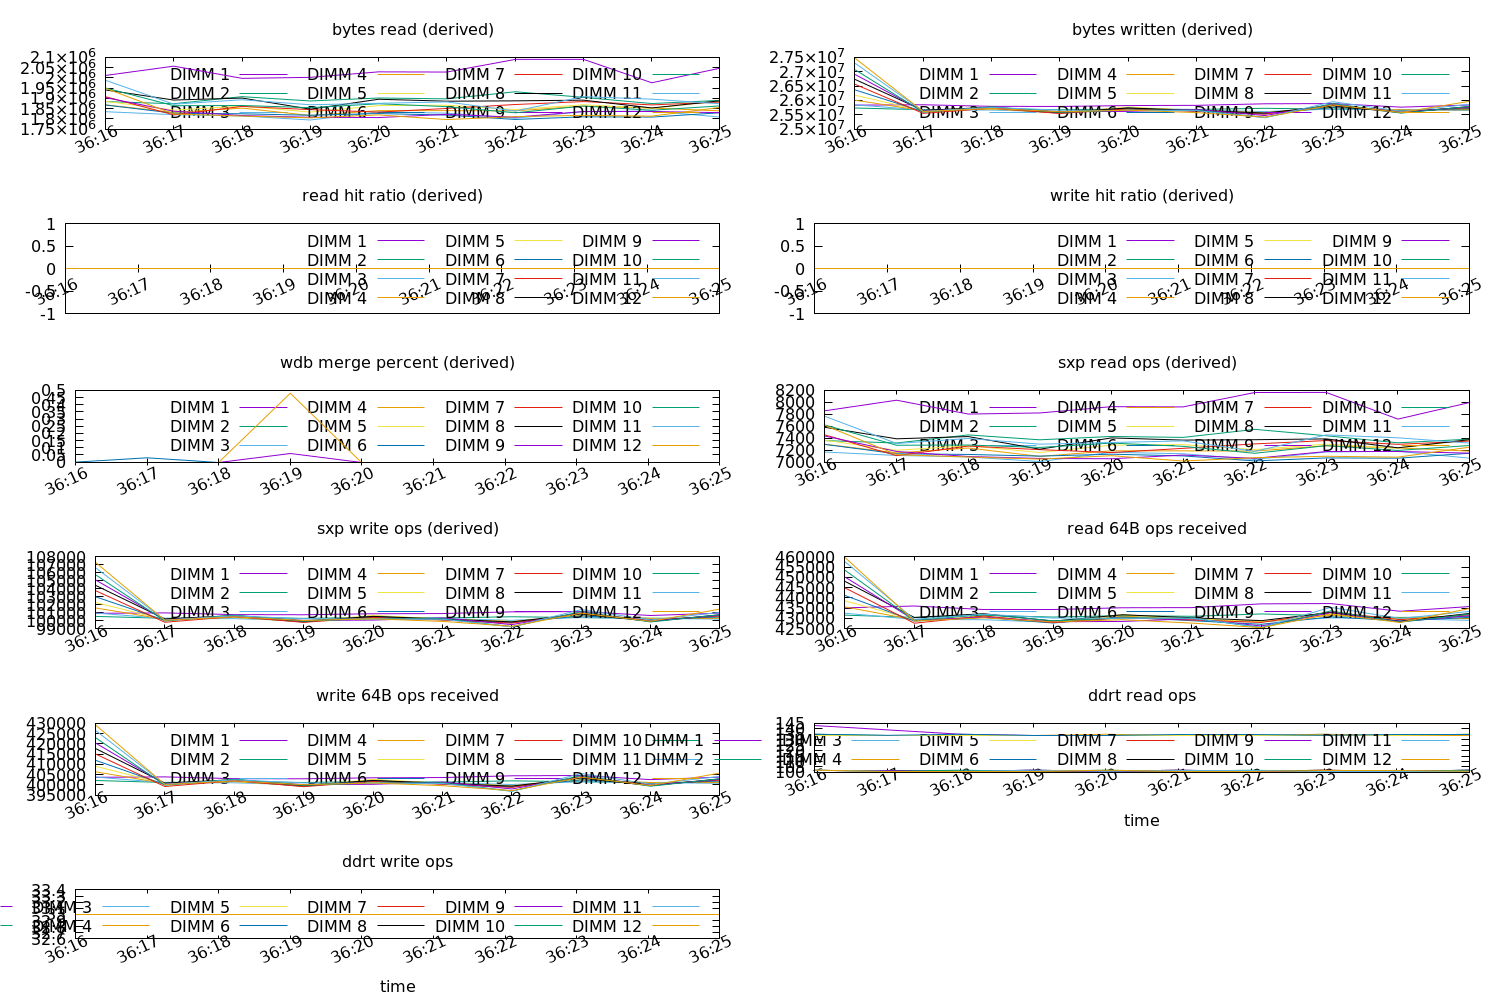 bytes read (derived)
2.1×10^6
2.05×10^6
2×10^6
1.95×10^6
1.9×10^6
1.85×10^6
1.8×10^6
1.75×10^6
DIMM 1 DIMM 4 DIMM 7 DIMM 10
DIMM 2 DIMM 5 DIMM 8 DIMM 11
DIMM 3 DIMM 6 DIMM 9 DIMM 12
36:16 36:17 36:18 36:19 36:20 36:21 36:22 36:23 36:24 36:25
bytes written (derived)
2.75×10^7
2.7×10^7
2.65×10^7
2.6×10^7
2.55×10^7
2.5×10^7
DIMM 1 DIMM 4 DIMM 7 DIMM 10
DIMM 2 DIMM 5 DIMM 8 DIMM 11
DIMM 3 DIMM 6 DIMM 9 DIMM 12
36:16 36:17 36:18 36:19 36:20 36:21 36:22 36:23 36:24 36:25
read hit ratio (derived)
1
0.5
0
-0.5
-1
DIMM 1 DIMM 5 DIMM 9
DIMM 2 DIMM 6 DIMM 10
DIMM 3 DIMM 7 DIMM 11
DIMM 4 DIMM 8 DIMM 12
36:16 36:17 36:18 36:19 36:20 36:21 36:22 36:23 36:24 36:25
write hit ratio (derived)
1
0.5
0
-0.5
-1
DIMM 1 DIMM 5 DIMM 9
DIMM 2 DIMM 6 DIMM 10
DIMM 3 DIMM 7 DIMM 11
DIMM 4 DIMM 8 DIMM 12
36:16 36:17 36:18 36:19 36:20 36:21 36:22 36:23 36:24 36:25
wdb merge percent (derived)
0.5
0.45
0.05
0
DIMM 1 DIMM 4 DIMM 7 DIMM 10
DIMM 2 DIMM 5 DIMM 8 DIMM 11
DIMM 3 DIMM 6 DIMM 9 DIMM 12
36:16 36:17 36:18 36:19 36:20 36:21 36:22 36:23 36:24 36:25
sxp read ops (derived)
8200
8000
7800
7600
7400
7200
7000
DIMM 1 DIMM 4 DIMM 7 DIMM 10
DIMM 2 DIMM 5 DIMM 8 DIMM 11
DIMM 3 DIMM 6 DIMM 9 DIMM 12
36:16 36:17 36:18 36:19 36:20 36:21 36:22 36:23 36:24 36:25
sxp write ops (derived)
108000
107000
106000
105000
104000
103000
102000
101000
100000
99000
DIMM 1 DIMM 4 DIMM 7 DIMM 10
DIMM 2 DIMM 5 DIMM 8 DIMM 11
DIMM 3 DIMM 6 DIMM 9 DIMM 12
36:16 36:17 36:18 36:19 36:20 36:21 36:22 36:23 36:24 36:25
read 64B ops received
460000
455000
450000
445000
440000
435000
430000
425000
DIMM 1 DIMM 4 DIMM 7 DIMM 10
DIMM 2 DIMM 5 DIMM 8 DIMM 11
DIMM 3 DIMM 6 DIMM 9 DIMM 12
36:16 36:17 36:18 36:19 36:20 36:21 36:22 36:23 36:24 36:25
write 64B ops received
430000
425000
420000
415000
410000
405000
400000
395000
DIMM 1 DIMM 4 DIMM 7 DIMM 10
DIMM 2 DIMM 5 DIMM 8 DIMM 11
DIMM 3 DIMM 6 DIMM 9 DIMM 12
36:16 36:17 36:18 36:19 36:20 36:21 36:22 36:23 36:24 36:25
ddrt read ops
145
100
DIMM 1 DIMM 3 DIMM 5 DIMM 7 DIMM 9 DIMM 11
DIMM 2 DIMM 4 DIMM 6 DIMM 8 DIMM 10 DIMM 12
36:16 36:17 36:18 36:19 36:20 36:21 36:22 36:23 36:24 36:25
time
ddrt write ops
33.4
32.6
DIMM 3 DIMM 5 DIMM 7 DIMM 9 DIMM 11
DIMM 4 DIMM 6 DIMM 8 DIMM 10 DIMM 12
36:16 36:17 36:18 36:19 36:20 36:21 36:22 36:23 36:24 36:25
time